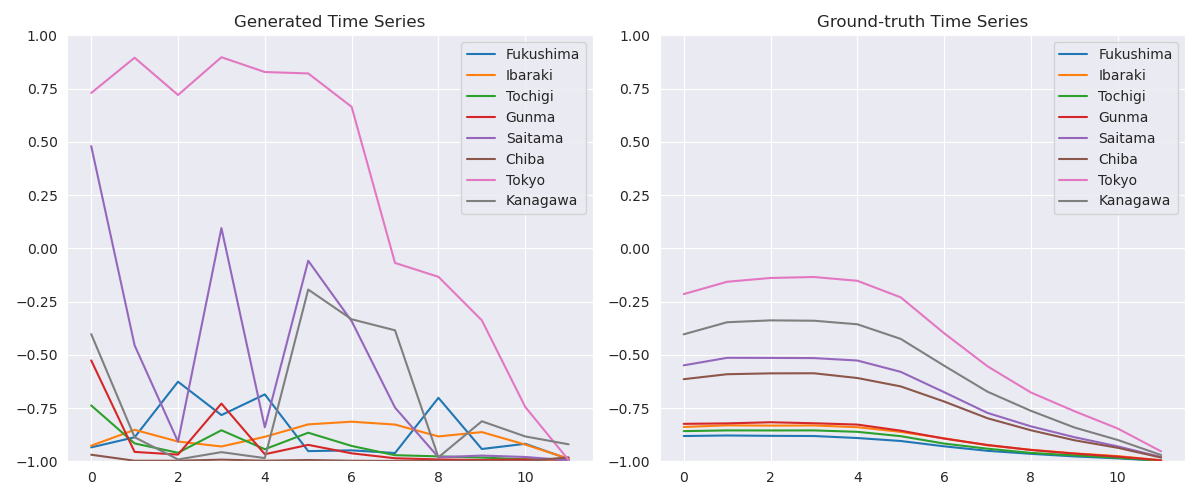 Generated Time Series
1.00
0.75
0.50
0.25
0.00
−0.25
−0.50
−0.75
−1.00
0 2 4 6 8 10
Fukushima
Ibaraki
Tochigi
Gunma
Saitama
Chiba
Tokyo
Kanagawa
Ground-truth Time Series
1.00
0.75
0.50
0.25
0.00
−0.25
−0.50
−0.75
−1.00
0 2 4 6 8 10
Fukushima
Ibaraki
Tochigi
Gunma
Saitama
Chiba
Tokyo
Kanagawa